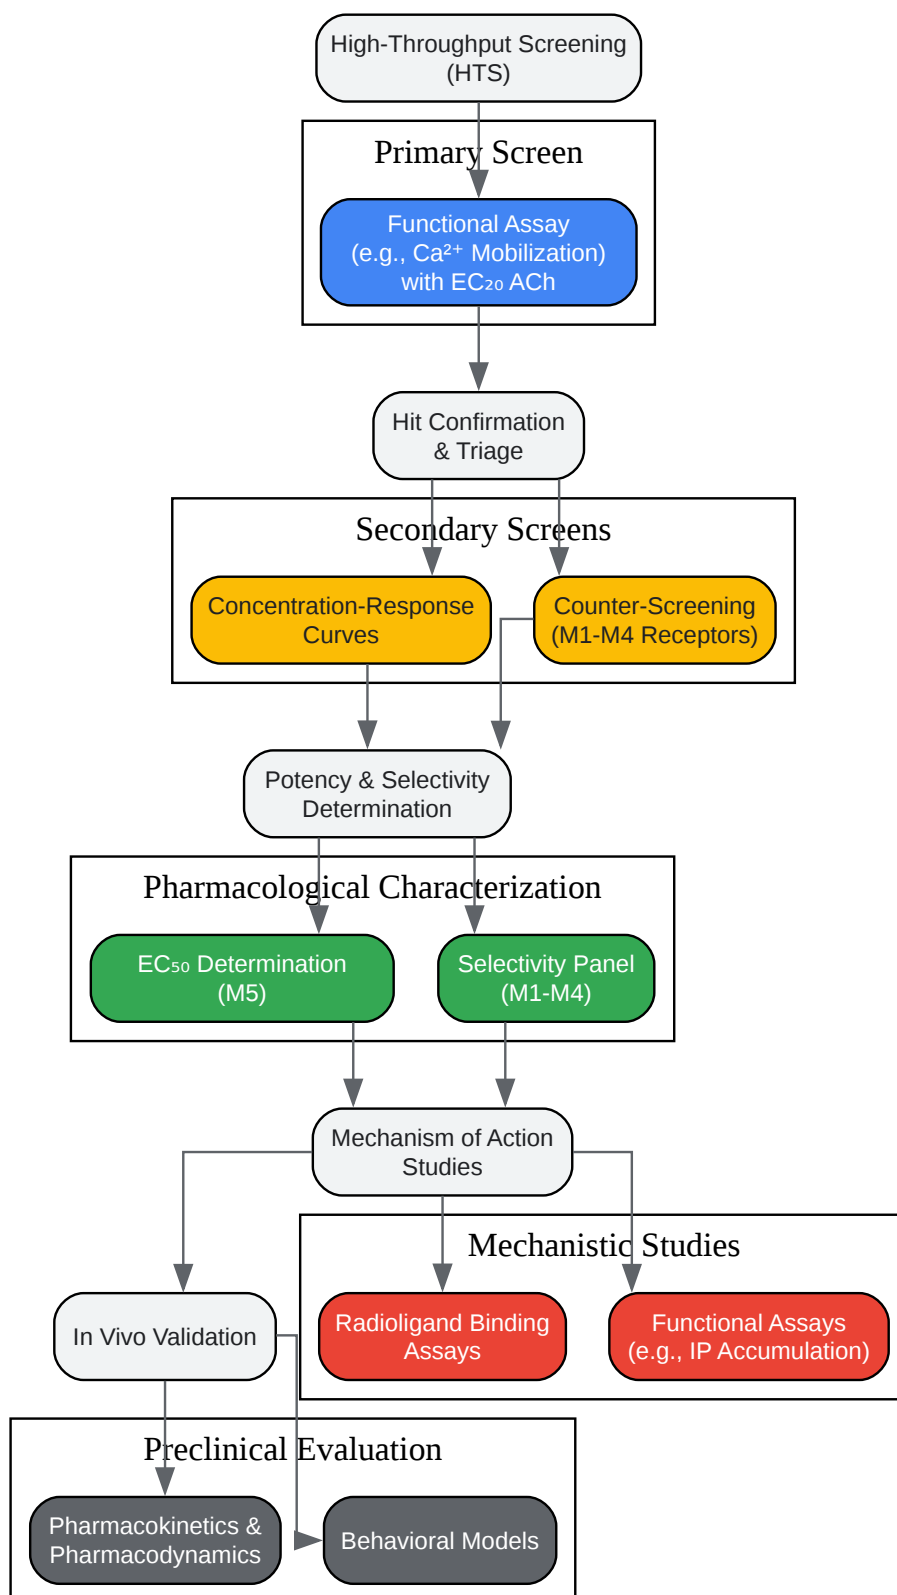 High-Throughput Screening
(HTS)
Primary Screen
Functional Assay
(e.g., Ca²⁺ Mobilization)
with EC₂₀ ACh
Hit Confirmation
& Triage
Secondary Screens
Concentration-Response
Curves
Counter-Screening
(M1-M4 Receptors)
Potency & Selectivity
Determination
Pharmacological Characterization
EC₅₀ Determination
(M5)
Selectivity Panel
(M1-M4)
Mechanism of Action
Studies
Mechanistic Studies
In Vivo Validation
Radioligand Binding
Assays
Functional Assays
(e.g., IP Accumulation)
Preclinical Evaluation
Pharmacokinetics &
Pharmacodynamics
Behavioral Models